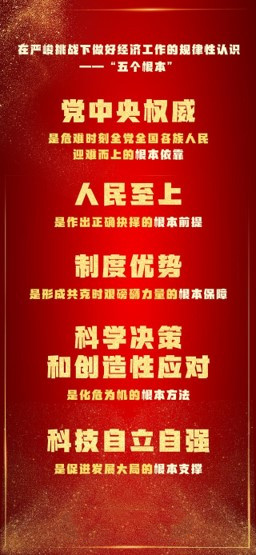 在严峻挑战下做好经济工作的规律性认识
——“五个根本”
党中央权威
是危难时刻全党全国各族人民
迎难而上的根本依靠
人民至上
是作出正确抉择的根本前提
制度优势
是形成共克时艰磅礴力量的根本保障
科学决策
和创造性应对
是化危为机的根本方法
科技自立自强
是促进发展大局的根本支撑